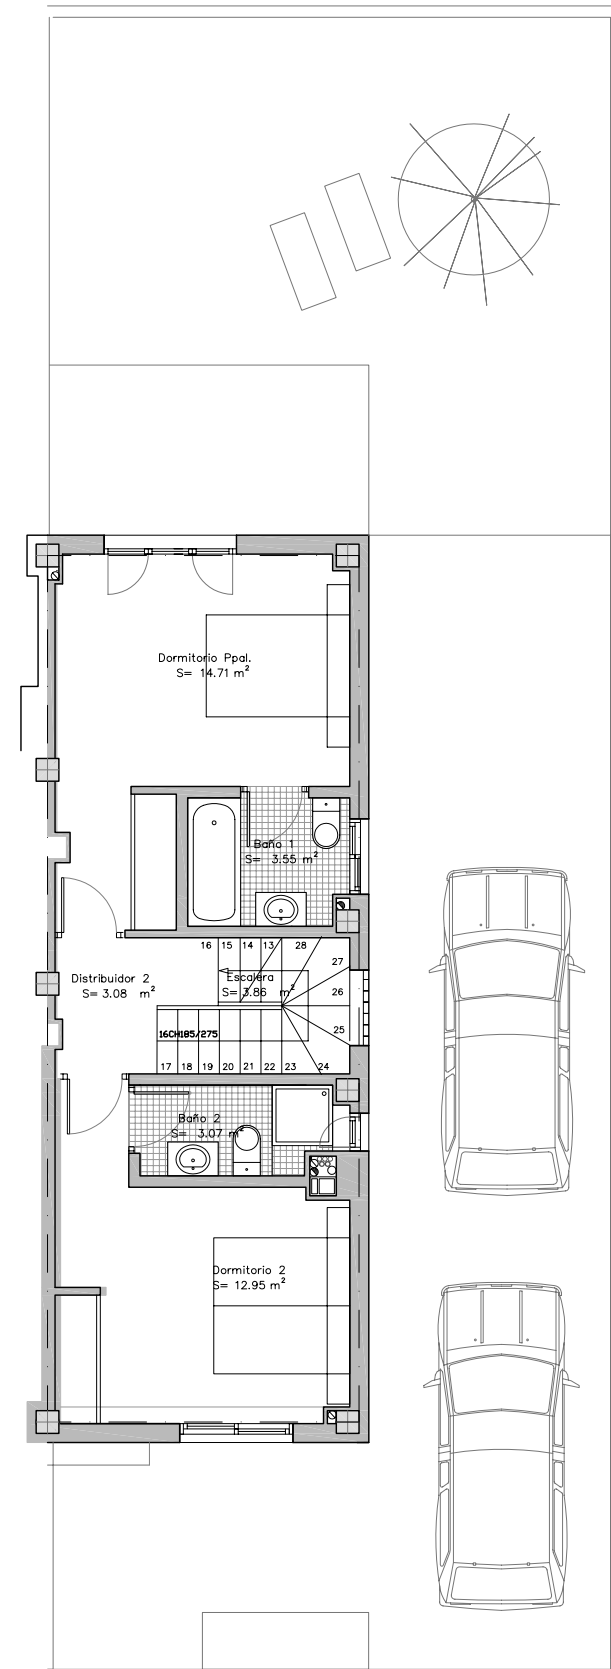 Dormitorio Ppal.
S= 14.71 m²
Baño 1
S= 3.55 m²
16 15 14 13 28
27
Distribuidor 2
S= 3.08 m²
Escalera
S= 3.86 m²
26
25
16CH185/275
17 18 19 20 21 22 23 24
Baño 2
S= 3.07 m²
Dormitorio 2
S= 12.95 m²